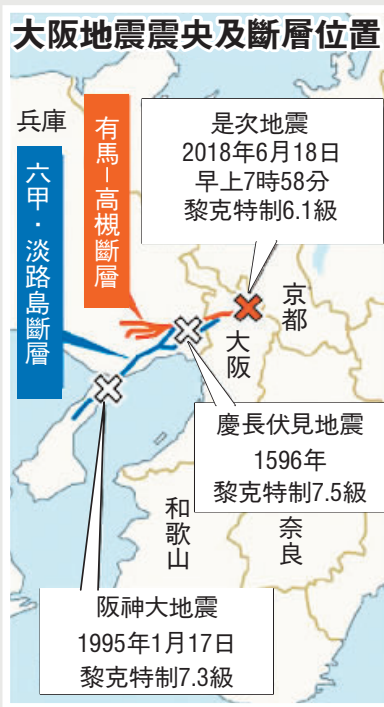 大阪地震震央及斷層位置
兵庫
有馬－高槻斷層
六甲．淡路島斷層
是次地震
2018年6月18日
早上7時58分
黎克特制6.1級
京都
大阪
慶長伏見地震
1596年
黎克特制7.5級
和歌山
奈良
阪神大地震
1995年1月17日
黎克特制7.3級